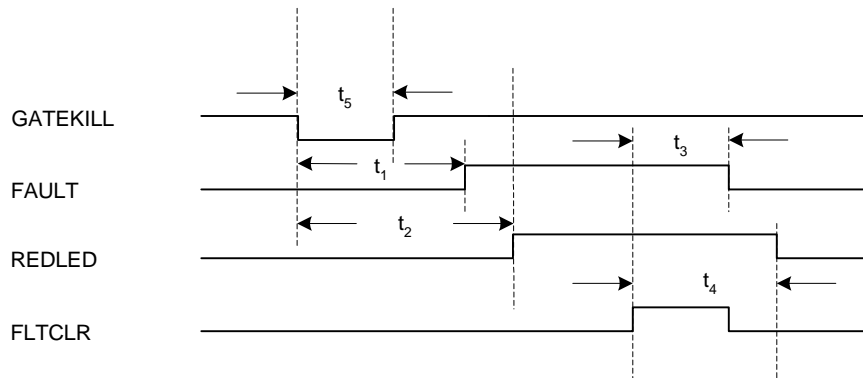 t5
GATEKILL
t3
t1
FAULT
t2
REDLED
t4
FLTCLR